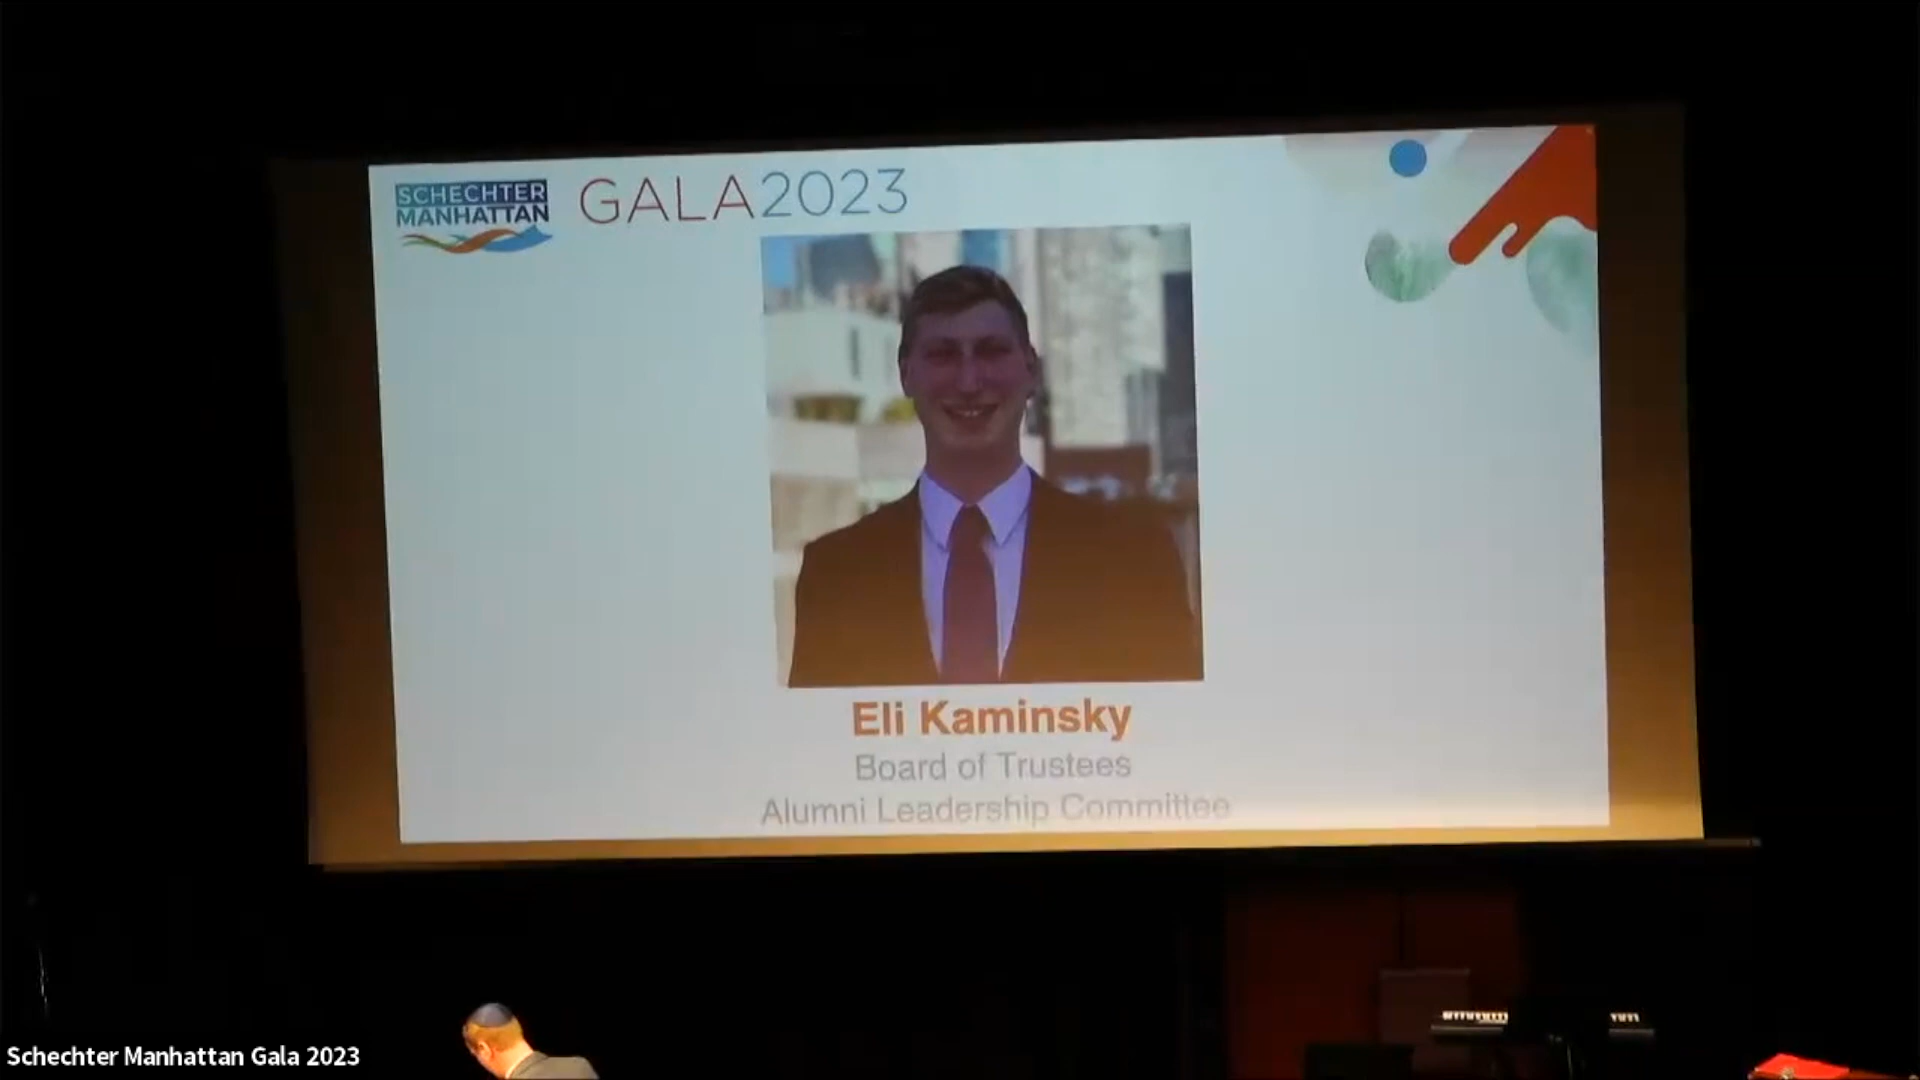 SCHECHTER
MANHATTAN
GALA2023
Eli Kaminsky
Board of Trustees
Alumni Leadership Committee
Schechter Manhattan Gala 2023